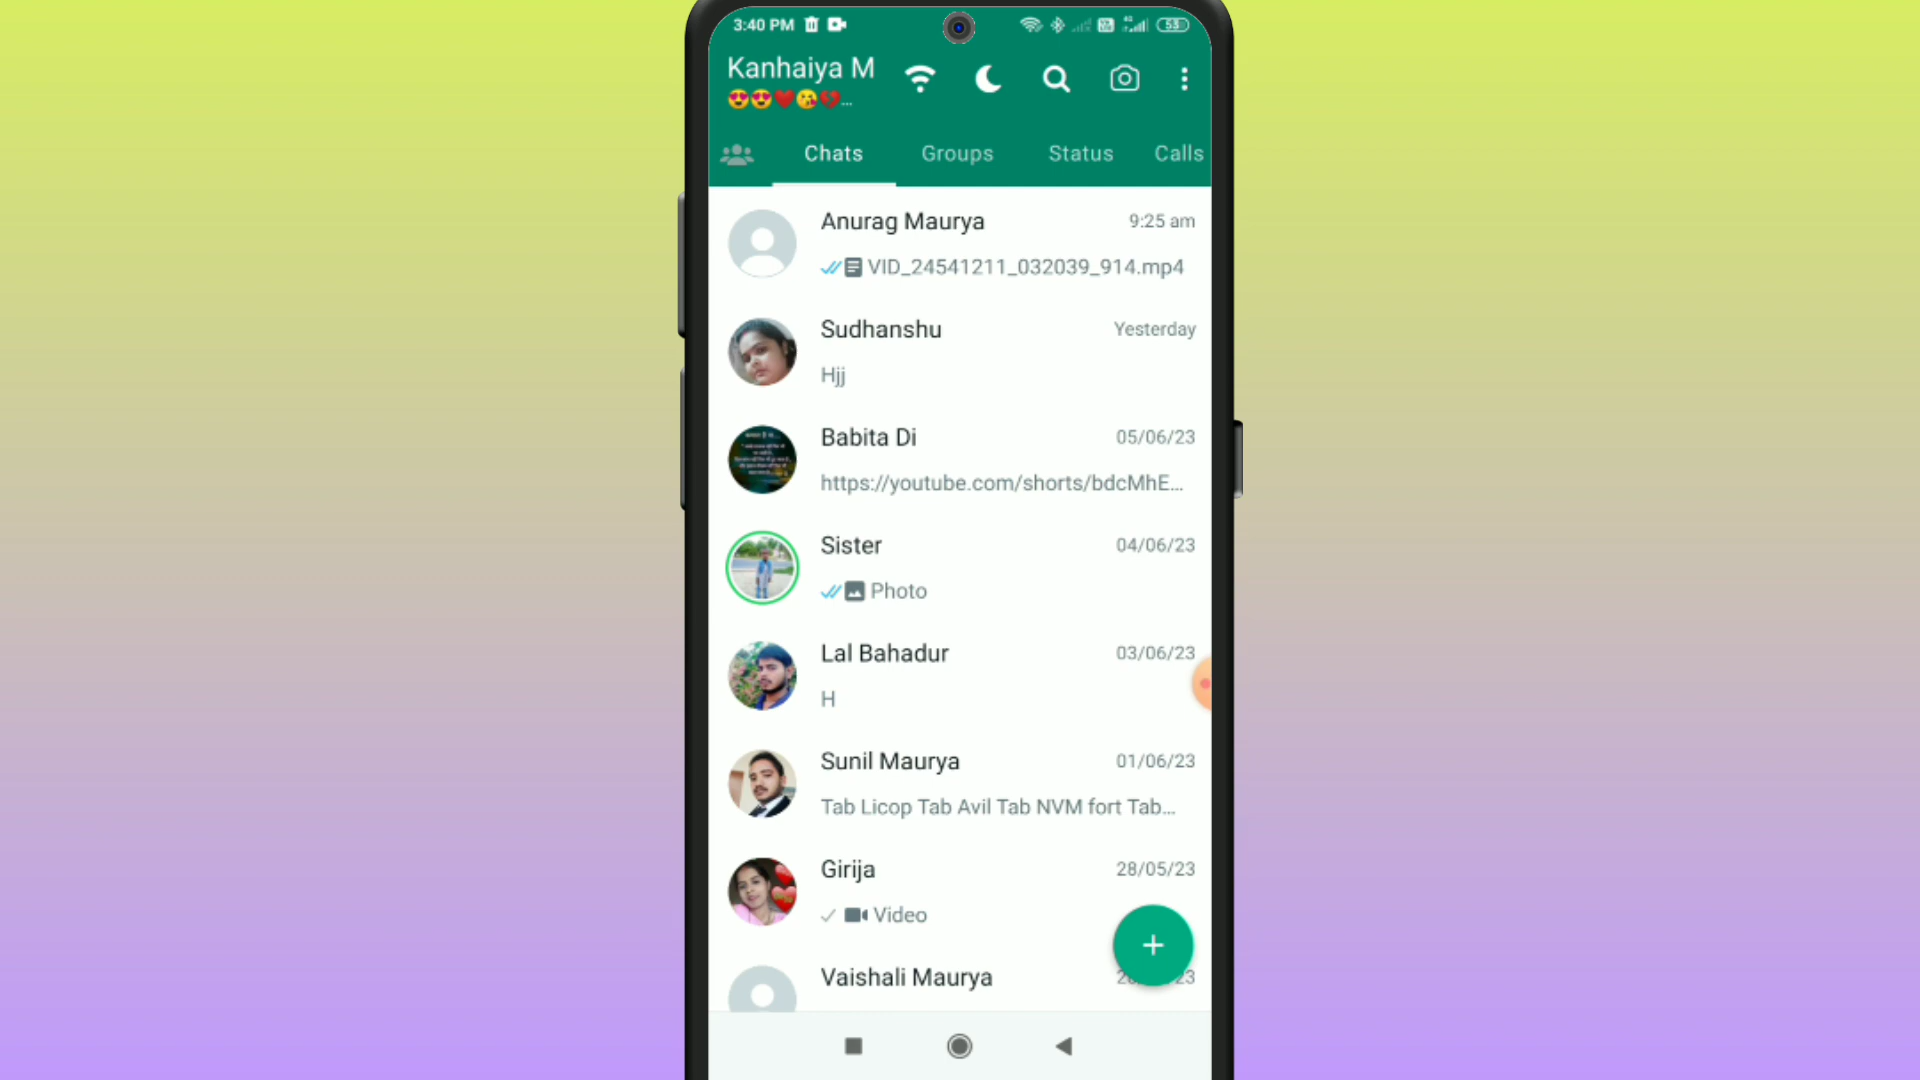 3:40 PM
53
Kanhaiya M
😍😍❤️😘💔...
Chats Groups Status Calls
Anurag Maurya 9:25 am
VID_24541211_032039_914.mp4
Sudhanshu Yesterday
Hjj
Babita Di 05/06/23
https://youtube.com/shorts/bdcMhE...
Sister 04/06/23
Photo
Lal Bahadur 03/06/23
H
Sunil Maurya 01/06/23
Tab Licop Tab Avil Tab NVM fort Tab...
Girija 28/05/23
Video
Vaishali Maurya